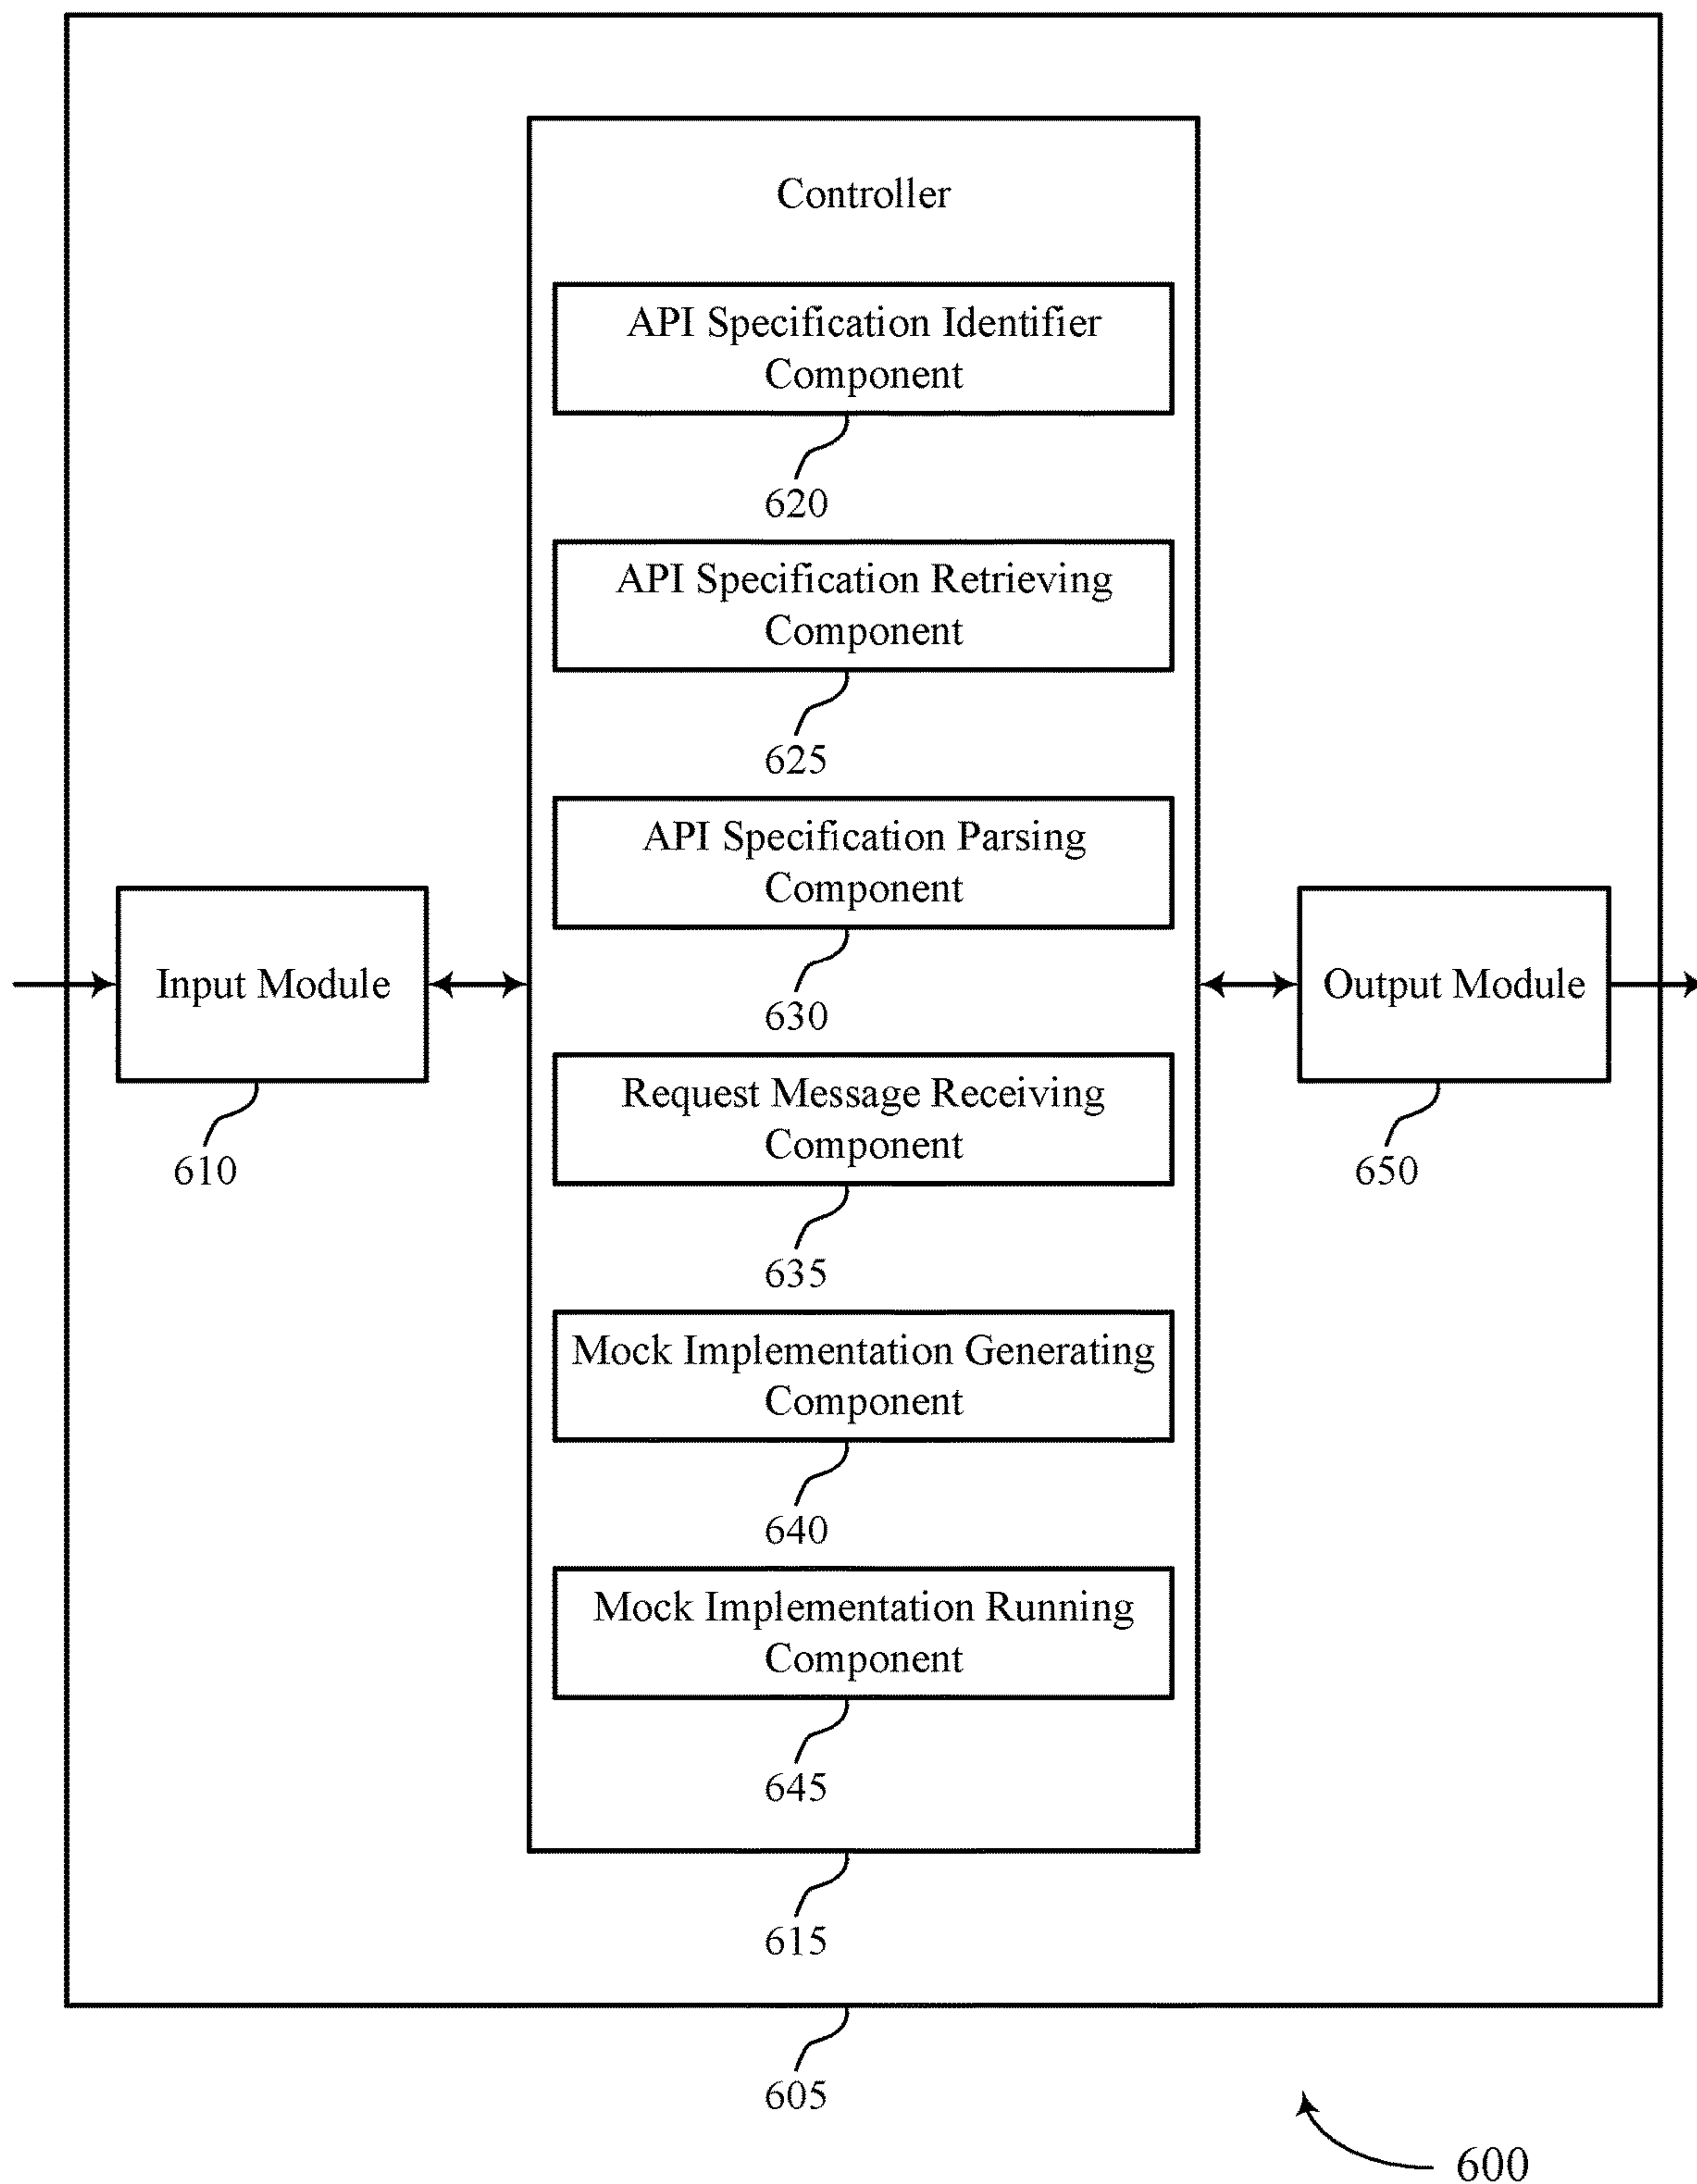 Controller
API Specification Identifier
Component
620
API Specification Retrieving
Component
625
API Specification Parsing
Component
630
Input Module
610
Output Module
650
Request Message Receiving
Component
635
Mock Implementation Generating
Component
640
Mock Implementation Running
Component
645
615
605
600